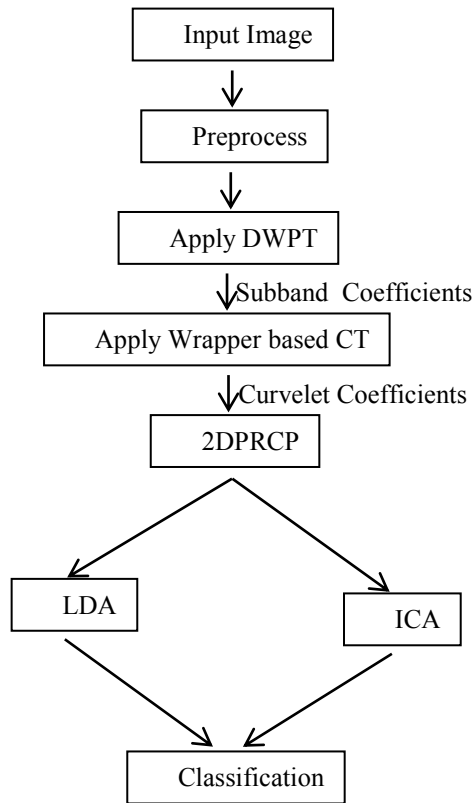 Input Image
Preprocess
Apply DWPT
Subband Coefficients
Apply Wrapper based CT
Curvelet Coefficients
2DPRCP
LDA
ICA
Classification